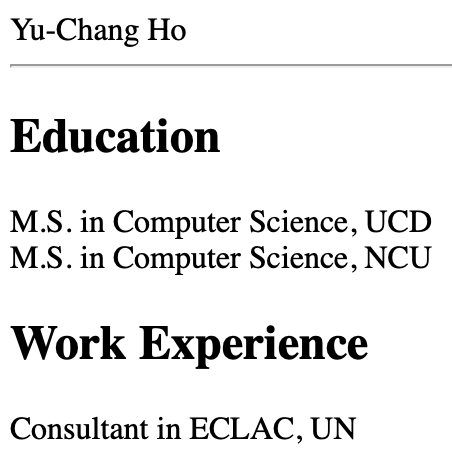 Yu-Chang Ho
Education
M.S. in Computer Science, UCD
M.S. in Computer Science, NCU
Work Experience
Consultant in ECLAC, UN